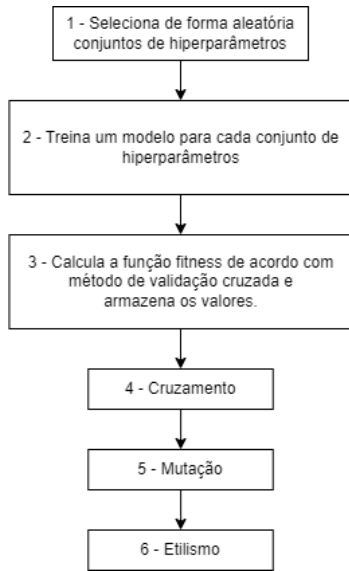 1 - Seleciona de forma aleatória
conjuntos de hiperparâmetros
2 - Treina um modelo para cada conjunto de
hiperparâmetros
3 - Calcula a função fitness de acordo com
método de validação cruzada e
armazena os valores.
4 - Cruzamento
5 - Mutação
6 - Etilismo